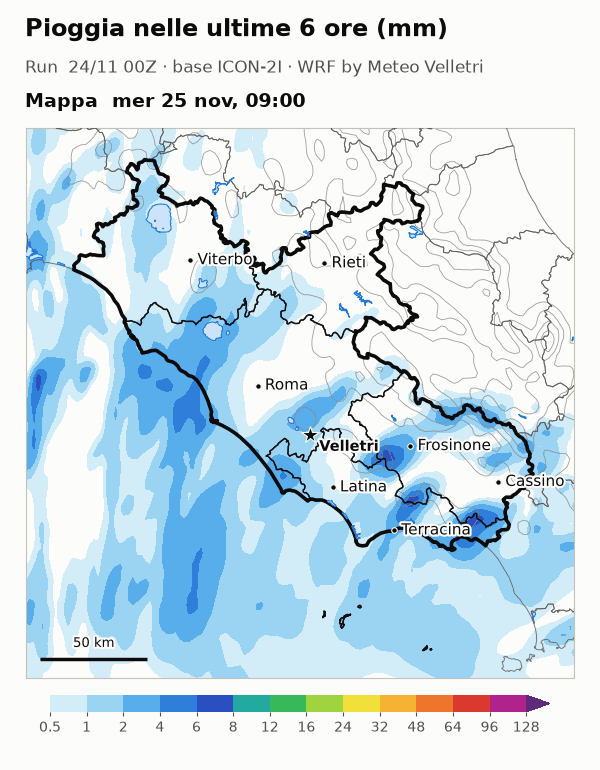 Pioggia nelle ultime 6 ore (mm)
Run  24/11 00Z · base ICON-2I · WRF by Meteo Velletri
Mappa  mer 25 nov, 09:00
Viterbo
Rieti
Roma
Velletri
Frosinone
Latina
Cassino
Terracina
50 km
0.5 1 2 4 6 8 12 16 24 32 48 64 96 128